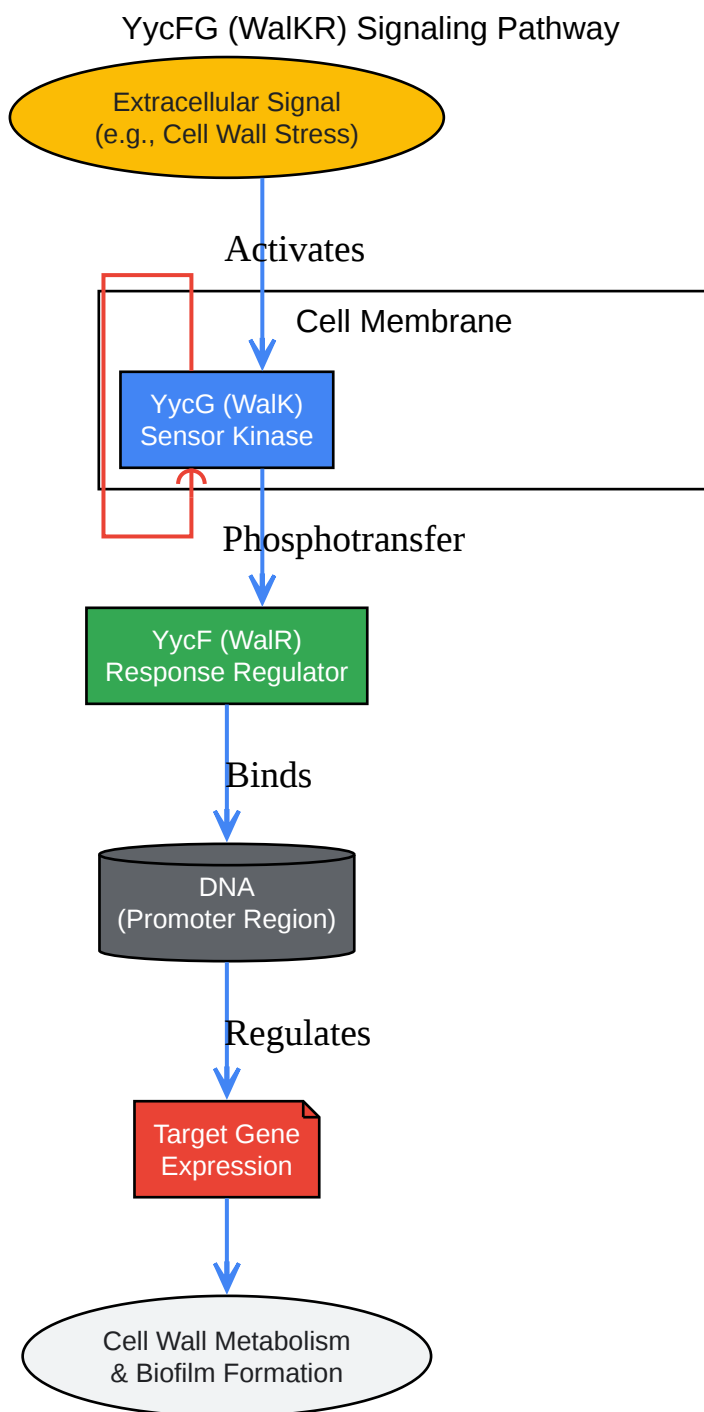 YycFG (WalKR) Signaling Pathway
Extracellular Signal
(e.g., Cell Wall Stress)
Activates
Cell Membrane
YycG (WalK)
Sensor Kinase
Phosphotransfer
YycF (WalR)
Response Regulator
Binds
DNA
(Promoter Region)
Regulates
Target Gene
Expression
Cell Wall Metabolism
& Biofilm Formation